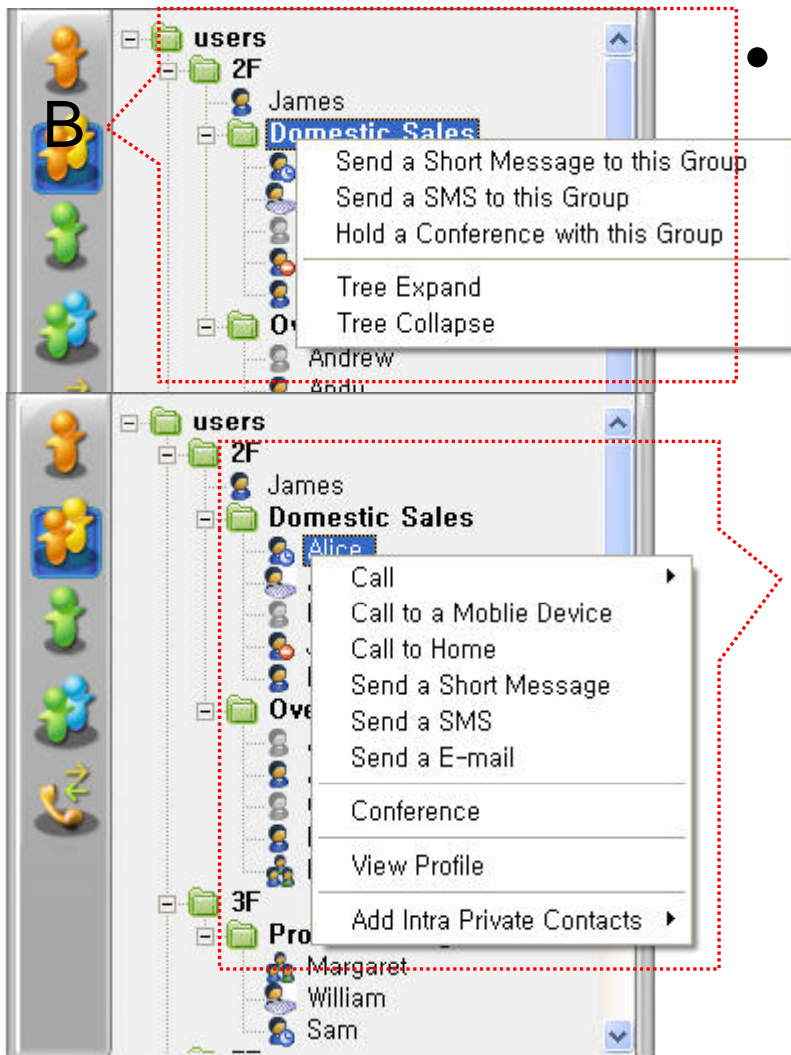 users
2F
B
James
Domestic Sales
Send a Short Message to this Group
Send a SMS to this Group
Hold a Conference with this Group
Tree Expand
Tree Collapse
Andrew
Andy
users
2F
James
Domestic Sales
Alice
Call
Call to a Moblie Device
Call to Home
Send a Short Message
Send a SMS
Send a E-mail
Conference
View Profile
Add Intra Private Contacts
3F
Margaret
William
Sam